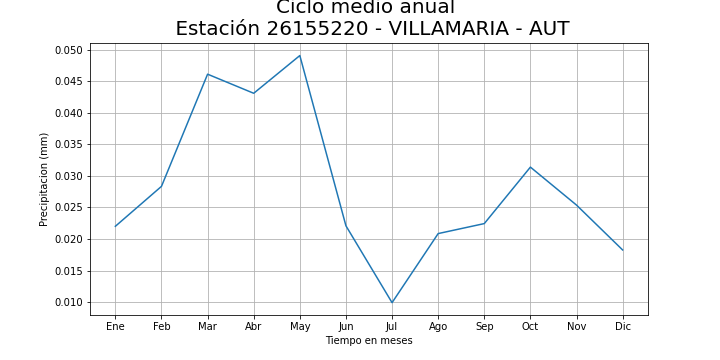 Ciclo medio anual
Estación 26155220 - VILLAMARIA - AUT
0.050
0.045
0.040
0.035
0.030
0.025
0.020
0.015
0.010
Precipitacion (mm)
Ene Feb Mar Abr May Jun Jul Ago Sep Oct Nov Dic
Tiempo en meses